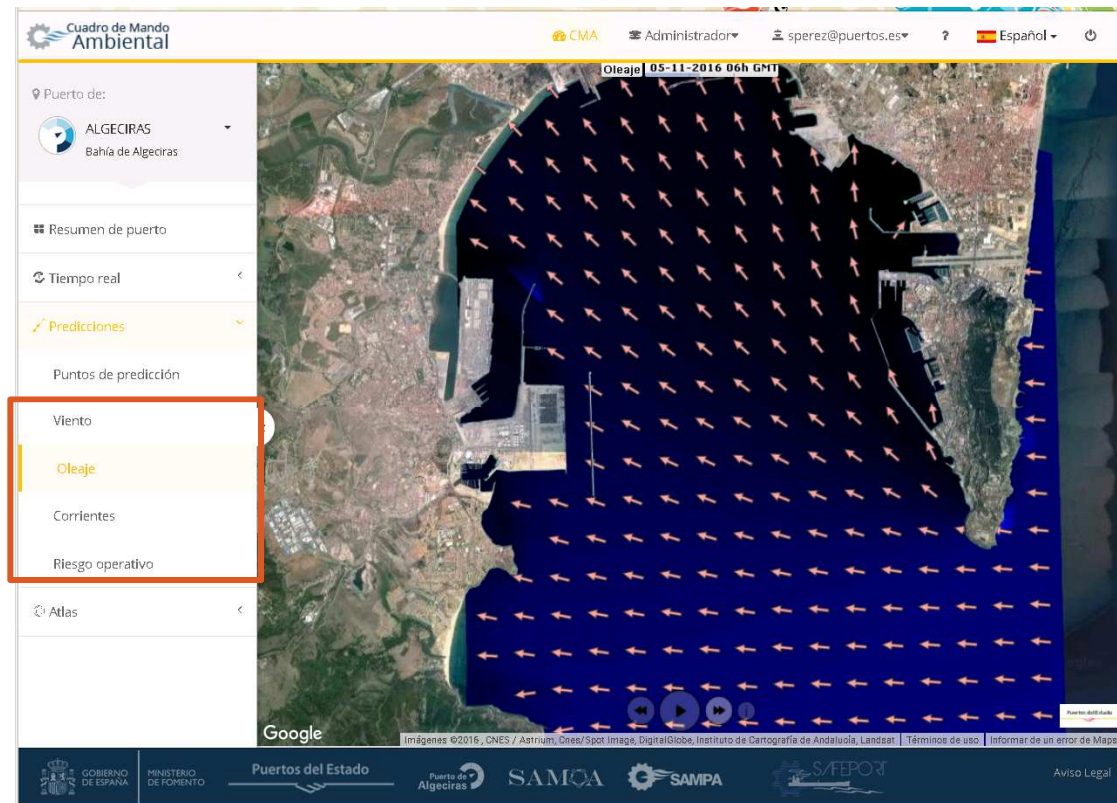 Cuadro de Mando
Ambiental
CMA
Administrador
sperez@puertos.es
?
Español
Puerto de:
ALGECIRAS
Bahía de Algeciras
Resumen de puerto
Tiempo real
Predicciones
Puntos de predicción
Viento
Oleaje
Corrientes
Riesgo operativo
Atlas
Oleaje 05-11-2016 06h GMT
Google
Imágenes ©2016 , CNES / Astrium, Cnes/Spot Image, DigitalGlobe, Instituto de Cartografía de Andalucía, Landsat
Términos de uso
Informar de un error de Maps
Puertos del Estado
GOBIERNO
DE ESPAÑA
MINISTERIO
DE FOMENTO
Puertos del Estado
Puerto de
Algeciras
SAMOA
SAMPA
SAFEPORT
Aviso Legal